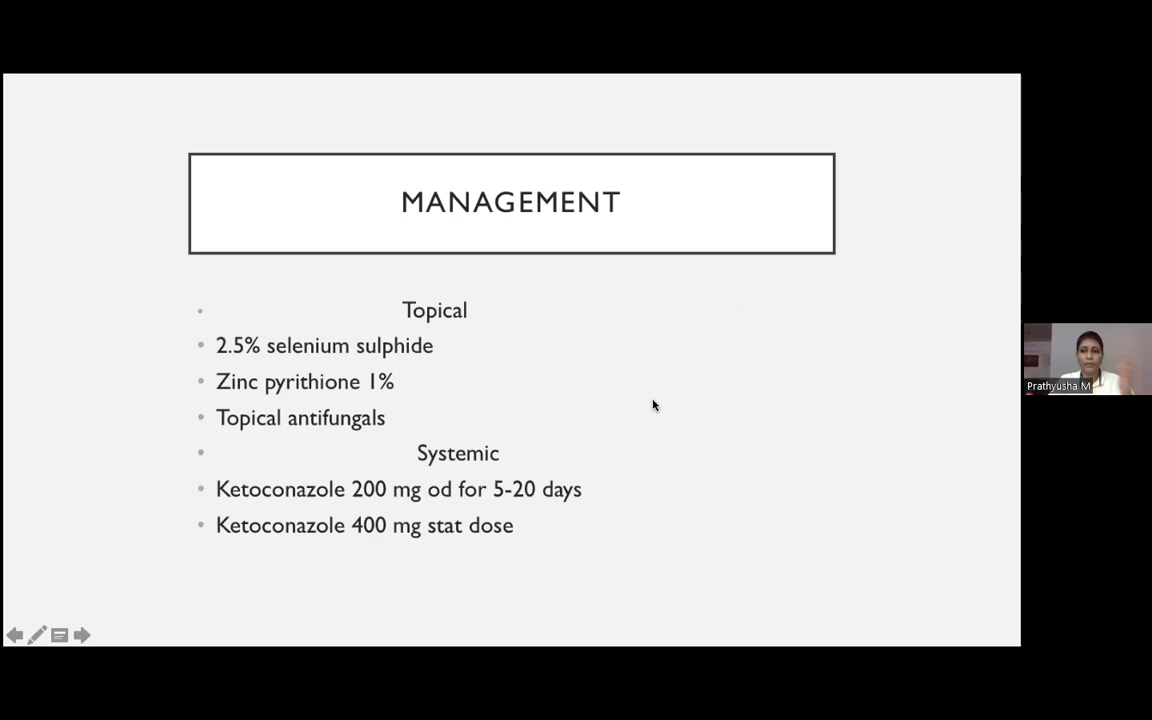 MANAGEMENT
Topical
2.5% selenium sulphide
Zinc pyrithione 1%
Topical antifungals
Systemic
Ketoconazole 200 mg od for 5-20 days
Ketoconazole 400 mg stat dose
Prathyusha M